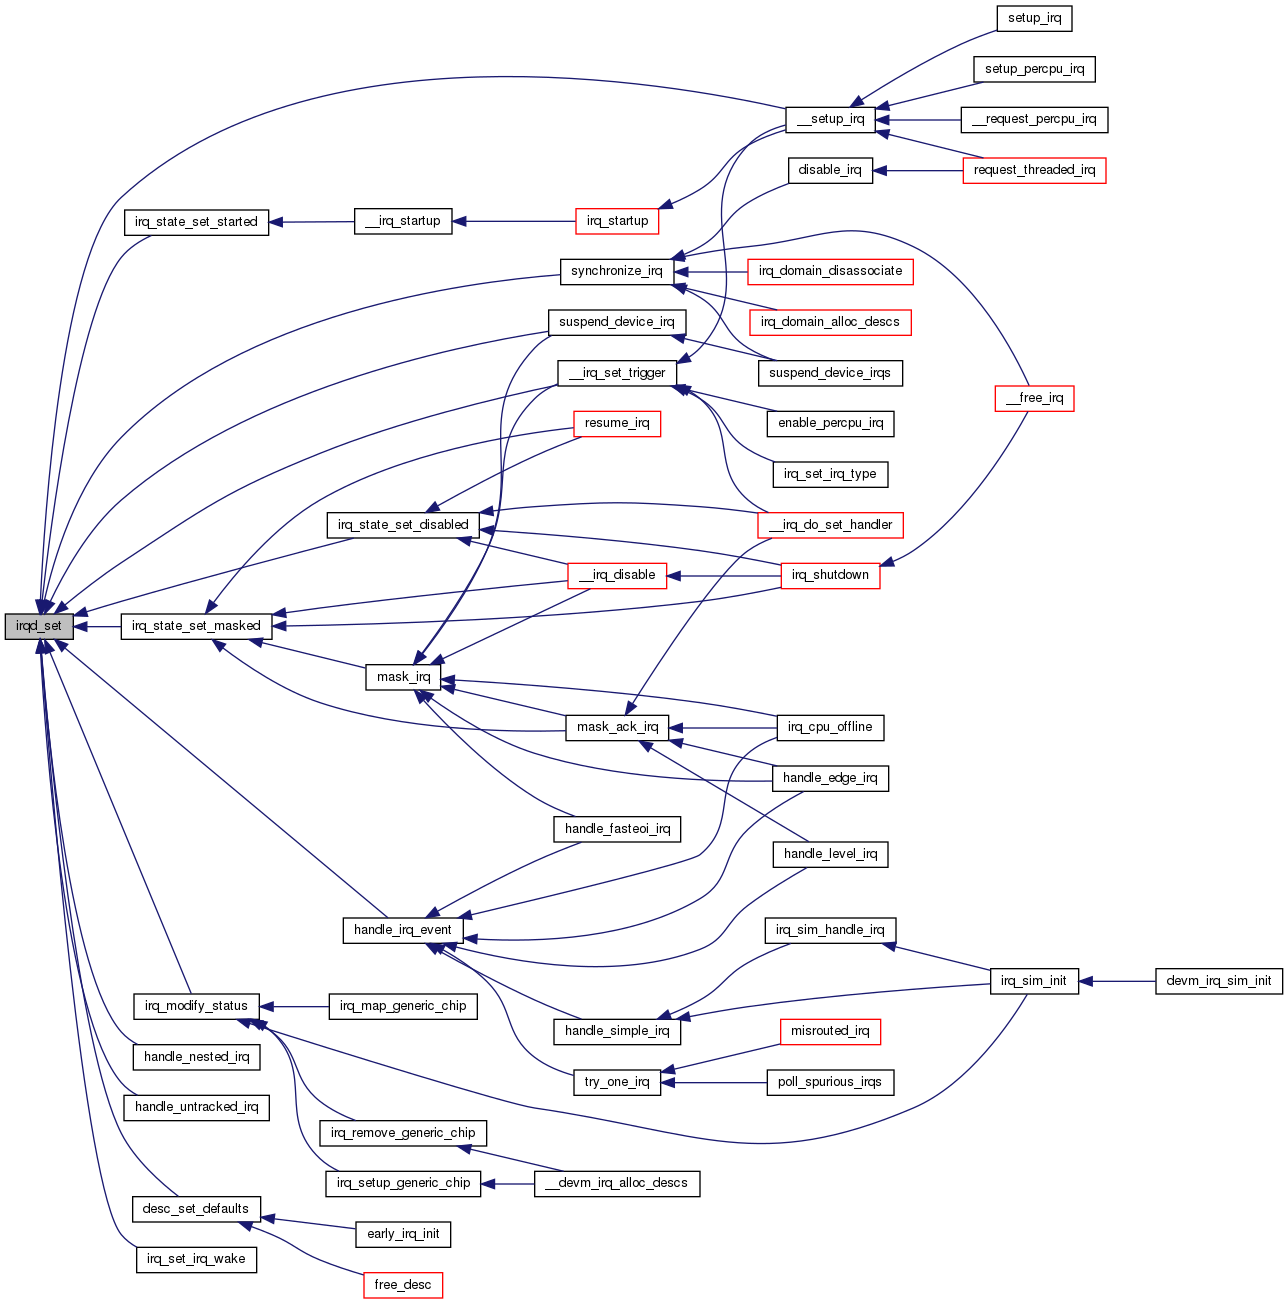 setup_irq
setup_percpu_irq
__setup_irq
__request_percpu_irq
disable_irq
request_threaded_irq
irq_state_set_started
__irq_startup
irq_startup
synchronize_irq
irq_domain_disassociate
suspend_device_irq
irq_domain_alloc_descs
__irq_set_trigger
suspend_device_irqs
__free_irq
resume_irq
enable_percpu_irq
irq_set_irq_type
irq_state_set_disabled
__irq_do_set_handler
__irq_disable
irq_shutdown
irqd_set
irq_state_set_masked
mask_irq
mask_ack_irq
irq_cpu_offline
handle_edge_irq
handle_fasteoi_irq
handle_level_irq
handle_irq_event
irq_sim_handle_irq
irq_sim_init
devm_irq_sim_init
irq_modify_status
irq_map_generic_chip
handle_simple_irq
misrouted_irq
handle_nested_irq
try_one_irq
poll_spurious_irqs
handle_untracked_irq
irq_remove_generic_chip
irq_setup_generic_chip
__devm_irq_alloc_descs
desc_set_defaults
early_irq_init
irq_set_irq_wake
free_desc